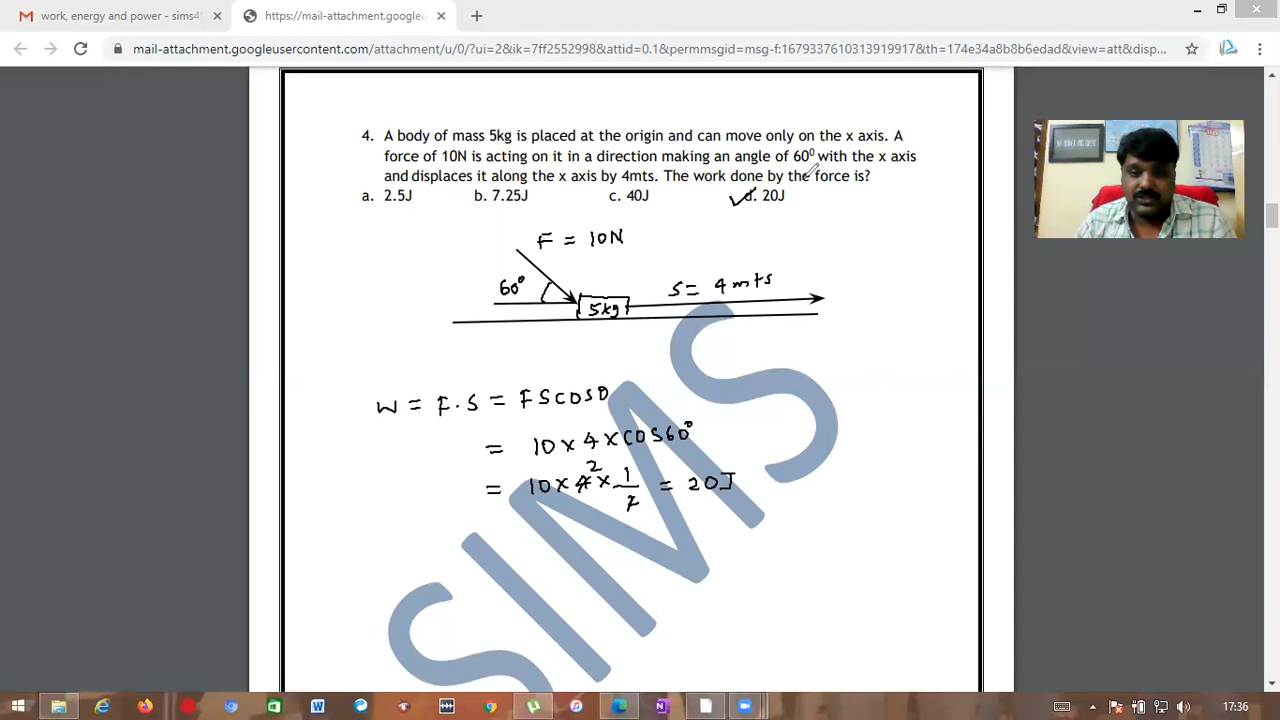 work, energy and power - sims4
https://mail-attachment.googleu
mail-attachment.googleusercontent.com/attachment/u/0/?ui=2&ik=7ff2552998&attid=0.1&permmsgid=msg-f:1679337610313919917&th=174e34a8b8b6edad&view=att&disp...
4. A body of mass 5kg is placed at the origin and can move only on the x axis. A
force of 10N is acting on it in a direction making an angle of 60⁰ with the x axis
and displaces it along the x axis by 4mts. The work done by the force is?
a. 2.5J b. 7.25J c. 40J d. 20J
F = 10N
60° 5kg S = 4 mts
W = F.S = FScosθ
= 10 × 4 × cos60°
= 10 × 4² × 1/2 = 20J
SIMS
SIMS
17:36